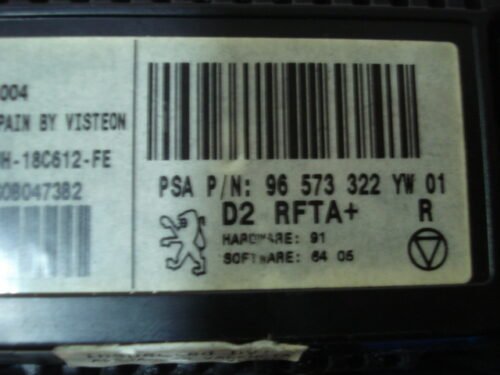 004
PAIN BY VISTEON
H-18C612-FE
00B047382
PSA P/N: 96 573 322 YW 01
D2 RFTA+ R
HARDWARE: 91
SOFTWARE: 64 05